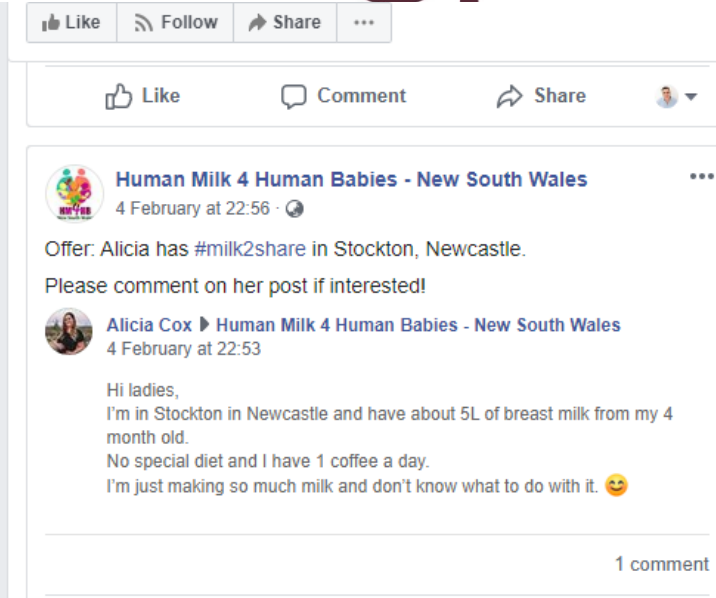 Like Follow Share ...
Like Comment Share
Human Milk 4 Human Babies - New South Wales
4 February at 22:56 ·
Offer: Alicia has #milk2share in Stockton, Newcastle.
Please comment on her post if interested!
Alicia Cox ▶ Human Milk 4 Human Babies - New South Wales
4 February at 22:53
Hi ladies,
I'm in Stockton in Newcastle and have about 5L of breast milk from my 4
month old.
No special diet and I have 1 coffee a day.
I'm just making so much milk and don't know what to do with it. 😊
1 comment